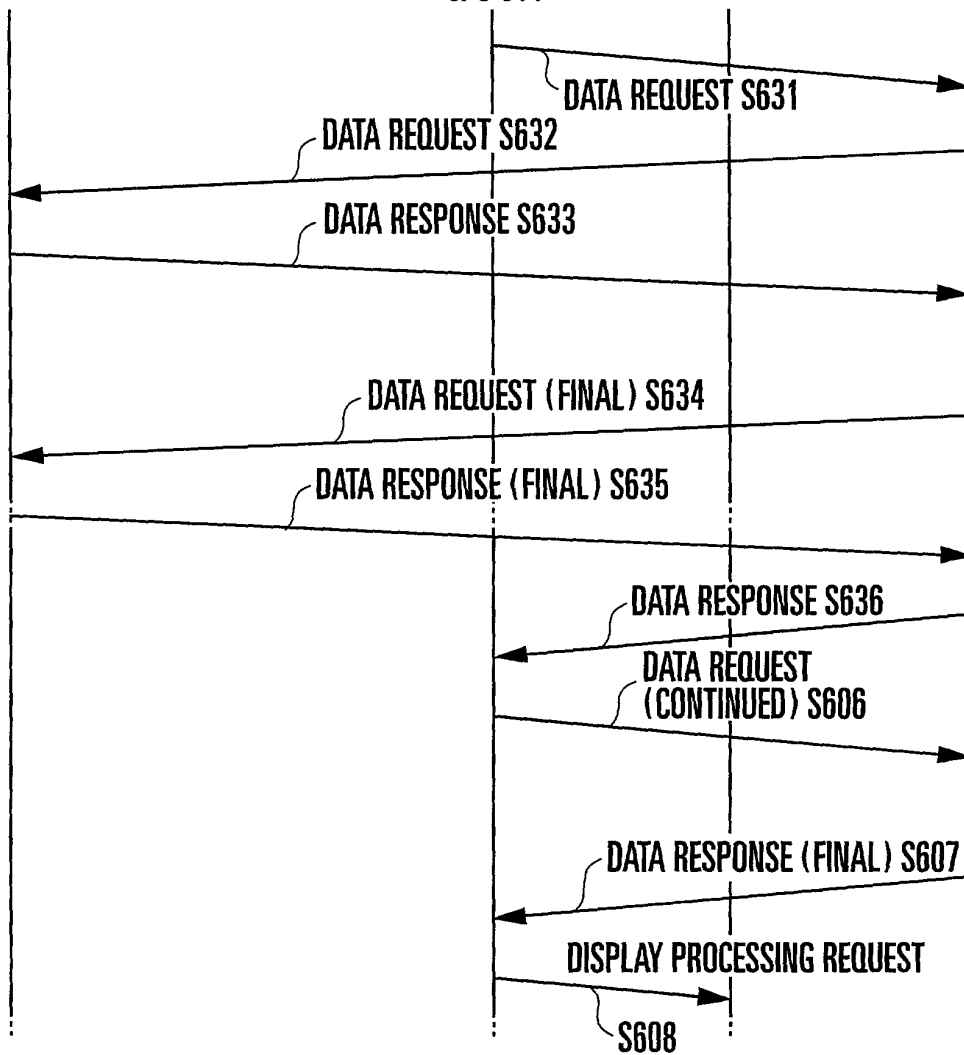 DATA REQUEST S631
DATA REQUEST S632
DATA RESPONSE S633
DATA REQUEST (FINAL) S634
DATA RESPONSE (FINAL) S635
DATA RESPONSE S636
DATA REQUEST
(CONTINUED) S606
DATA RESPONSE (FINAL) S607
DISPLAY PROCESSING REQUEST
S608